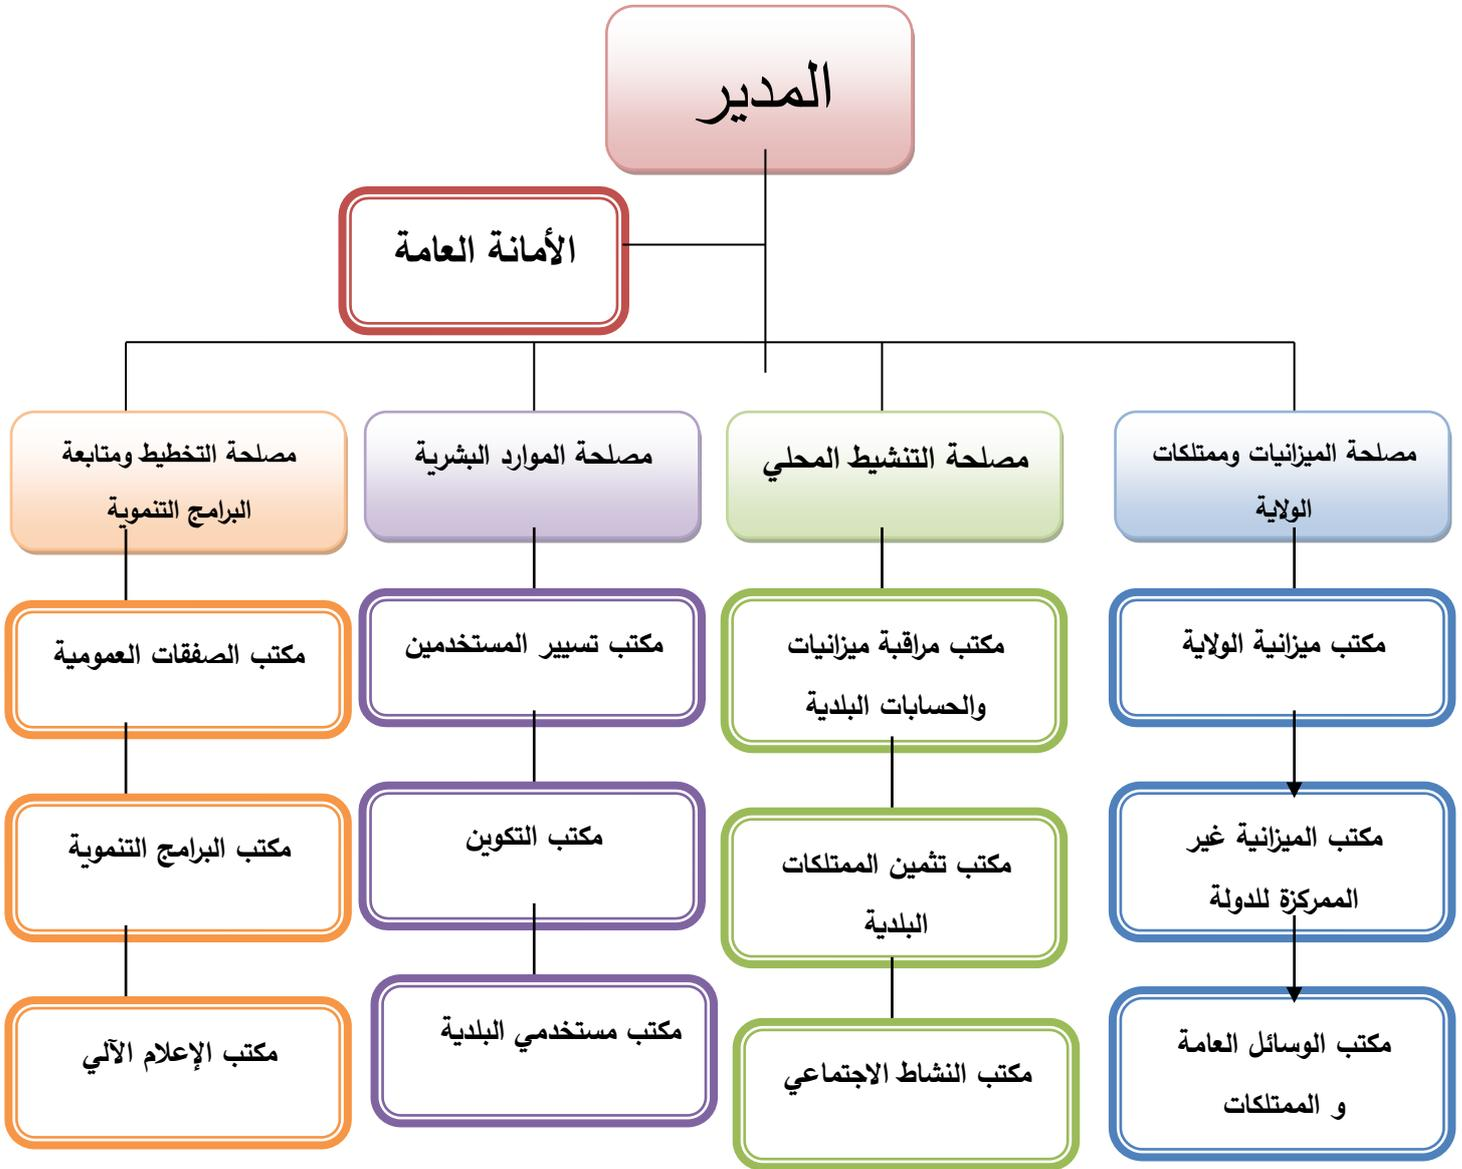 المدير
الأمانة العامة
مصلحة الميزانيات وممتلكات
الولاية
مصلحة التنشيط المحلي
مصلحة الموارد البشرية
مصلحة التخطيط ومتابعة
البرامج التنموية
مكتب ميزانية الولاية
مكتب مراقبة ميزانيات
والحسابات البلدية
مكتب تسيير المستخدمين
مكتب الصفقات العمومية
مكتب الميزانية غير
الممركزة للدولة
مكتب تثمين الممتلكات
البلدية
مكتب التكوين
مكتب البرامج التنموية
مكتب الوسائل العامة
و الممتلكات
مكتب النشاط الاجتماعي
مكتب مستخدمي البلدية
مكتب الإعلام الآلي